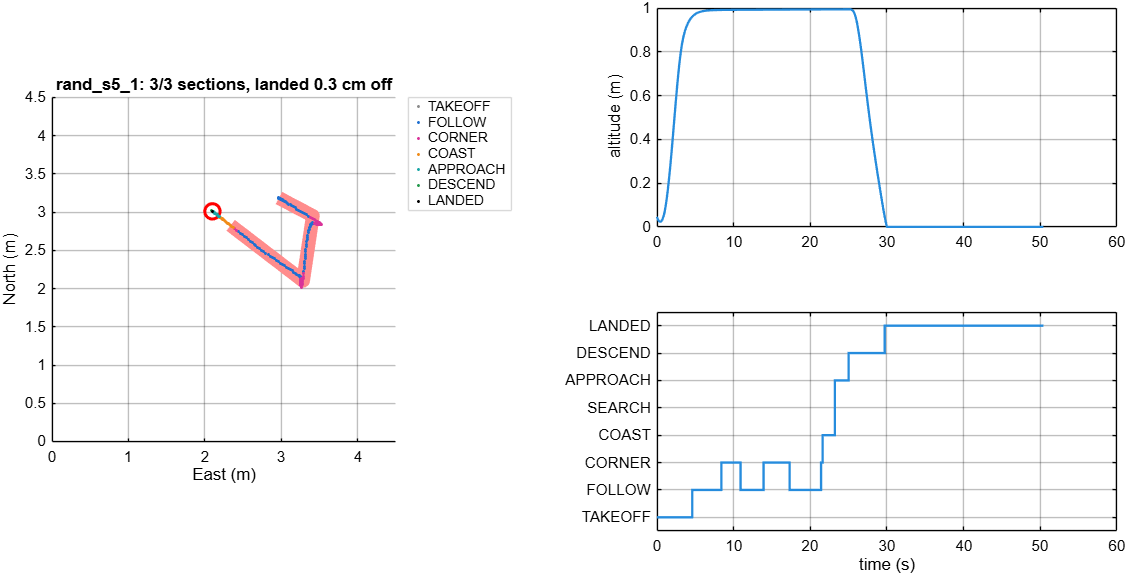 rand_s5_1: 3/3 sections, landed 0.3 cm off
4.5
4
3.5
3
2.5
2
1.5
1
0.5
0
0 1 2 3 4
East (m)
North (m)
TAKEOFF
FOLLOW
CORNER
COAST
APPROACH
DESCEND
LANDED
1
0.8
0.6
0.4
0.2
0
0 10 20 30 40 50 60
altitude (m)
LANDED
DESCEND
APPROACH
SEARCH
COAST
CORNER
FOLLOW
TAKEOFF
0 10 20 30 40 50 60
time (s)